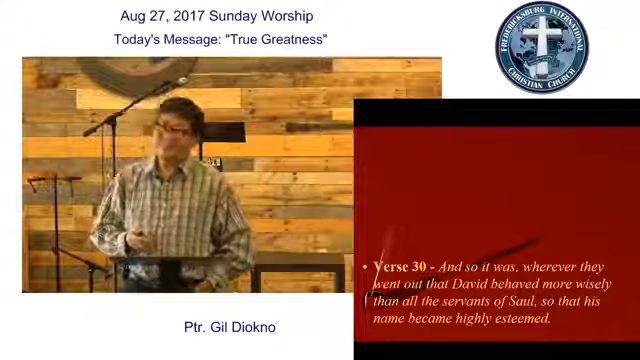 Aug 27, 2017 Sunday Worship
Today's Message: "True Greatness"
FREDERICKSBURG INTERNATIONAL
CHRISTIAN CHURCH
• Verse 30 - And so it was, wherever they
went out that David behaved more wisely
than all the servants of Saul, so that his
name became highly esteemed.
Ptr. Gil Diokno